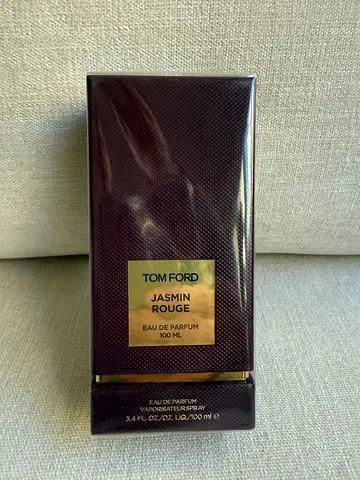 TOM FORD
JASMIN
ROUGE
EAU DE PARFUM
100 ML
EAU DE PARFUM
VAPORISATEUR SPRAY
3.4 FL. OZ./OZ. LIQ./100 ml ℮